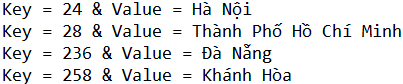 Key = 24 & Value = Hà Nội
Key = 28 & Value = Thành Phố Hồ Chí Minh
Key = 236 & Value = Đà Nẵng
Key = 258 & Value = Khánh Hòa